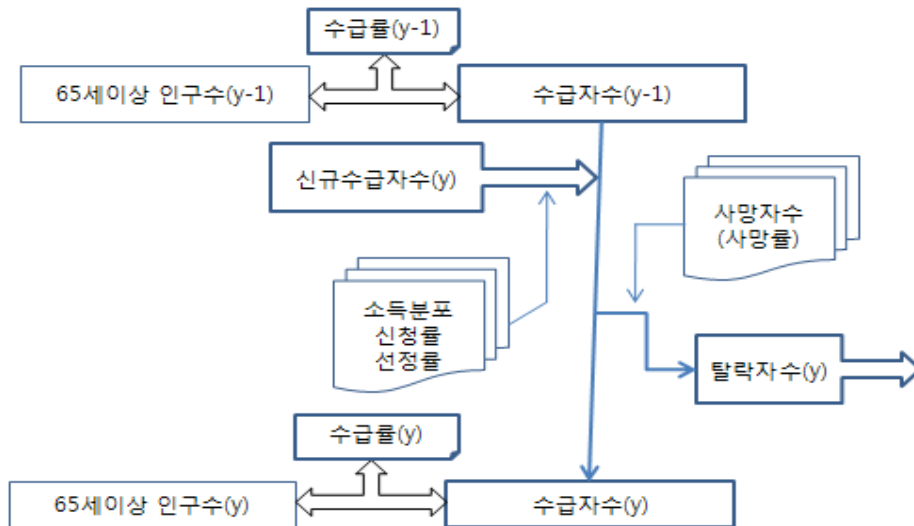 수급률(y-1)
65세이상 인구수(y-1)
수급자수(y-1)
신규수급자수(y)
사망자수
(사망률)
소득분포
신청률
선정률
탈락자수(y)
수급률(y)
65세이상 인구수(y)
수급자수(y)